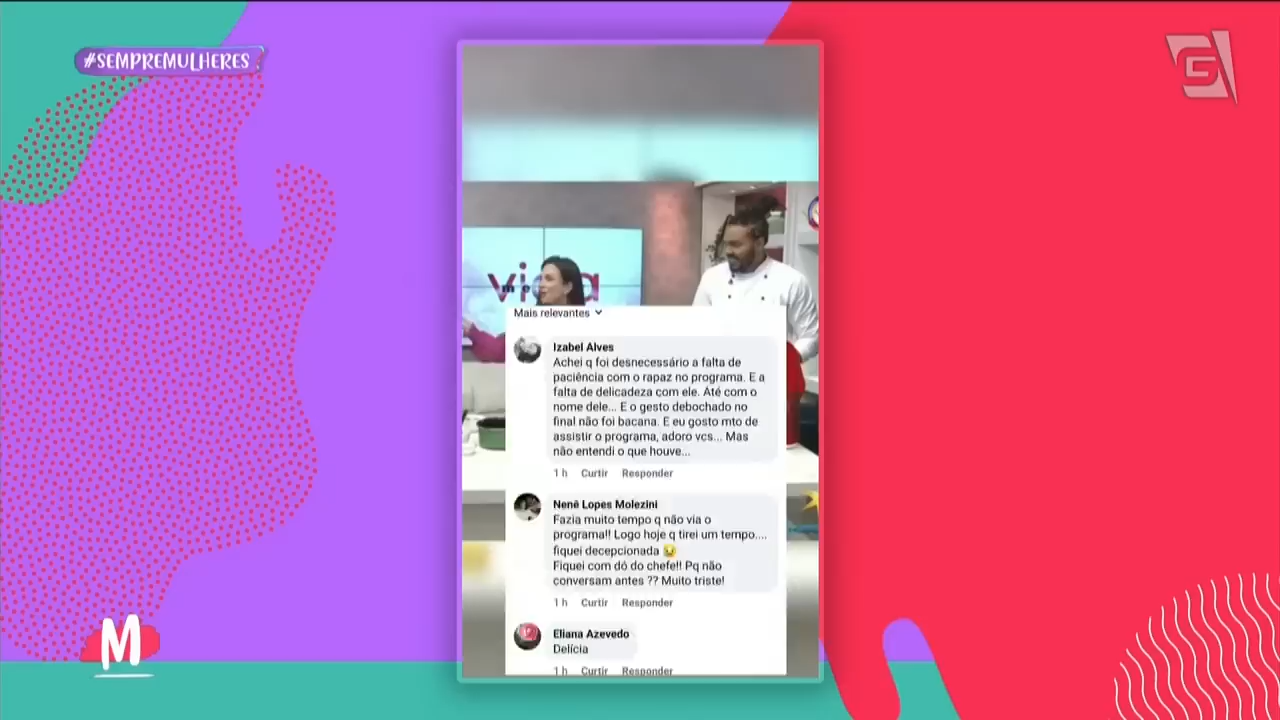 #SEMPREMULHERES
Mais relevantes
Izabel Alves
Achei q foi desnecessário a falta de
paciência com o rapaz no programa. E a
falta de delicadeza com ele. Até com o
nome dele... E o gesto debochado no
final não foi bacana. E eu gosto mto de
assistir o programa, adoro vcs... Mas
não entendi o que houve...
1 h Curtir Responder
Nenê Lopes Molezini
Fazia muito tempo q não via o
programa!! Logo hoje q tirei um tempo....
fiquei decepcionada 😢
Fiquei com dó do chefe!! Pq não
conversam antes ?? Muito triste!
1 h Curtir Responder
Eliana Azevedo
Delícia
1 h Curtir Responder
M